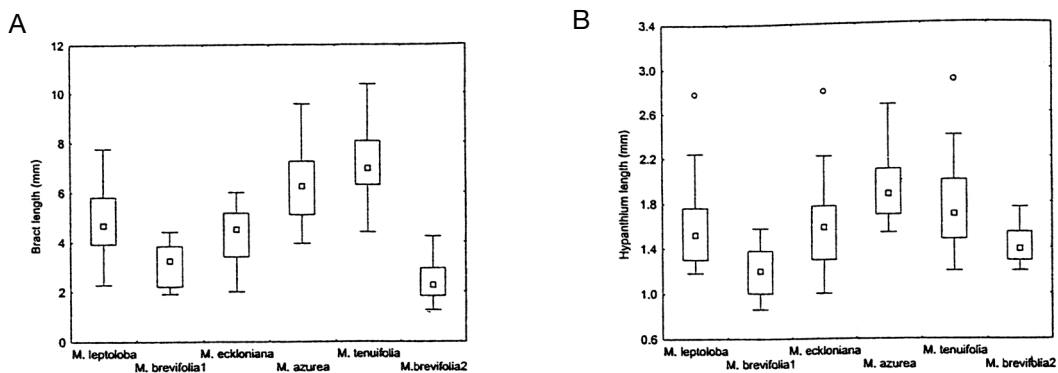 A
Bract length (mm)
12
10
8
6
4
2
0
M. leptoloba
M. brevifolia1
M. eckloniana
M. azurea
M. tenuifolia
M.brevifolia2
B
Hypanthium length (mm)
3.4
3.0
2.6
2.2
1.8
1.4
1.0
0.6
M. leptoloba
M. brevifolia1
M. eckloniana
M. azurea
M. tenuifolia
M. brevifolia2